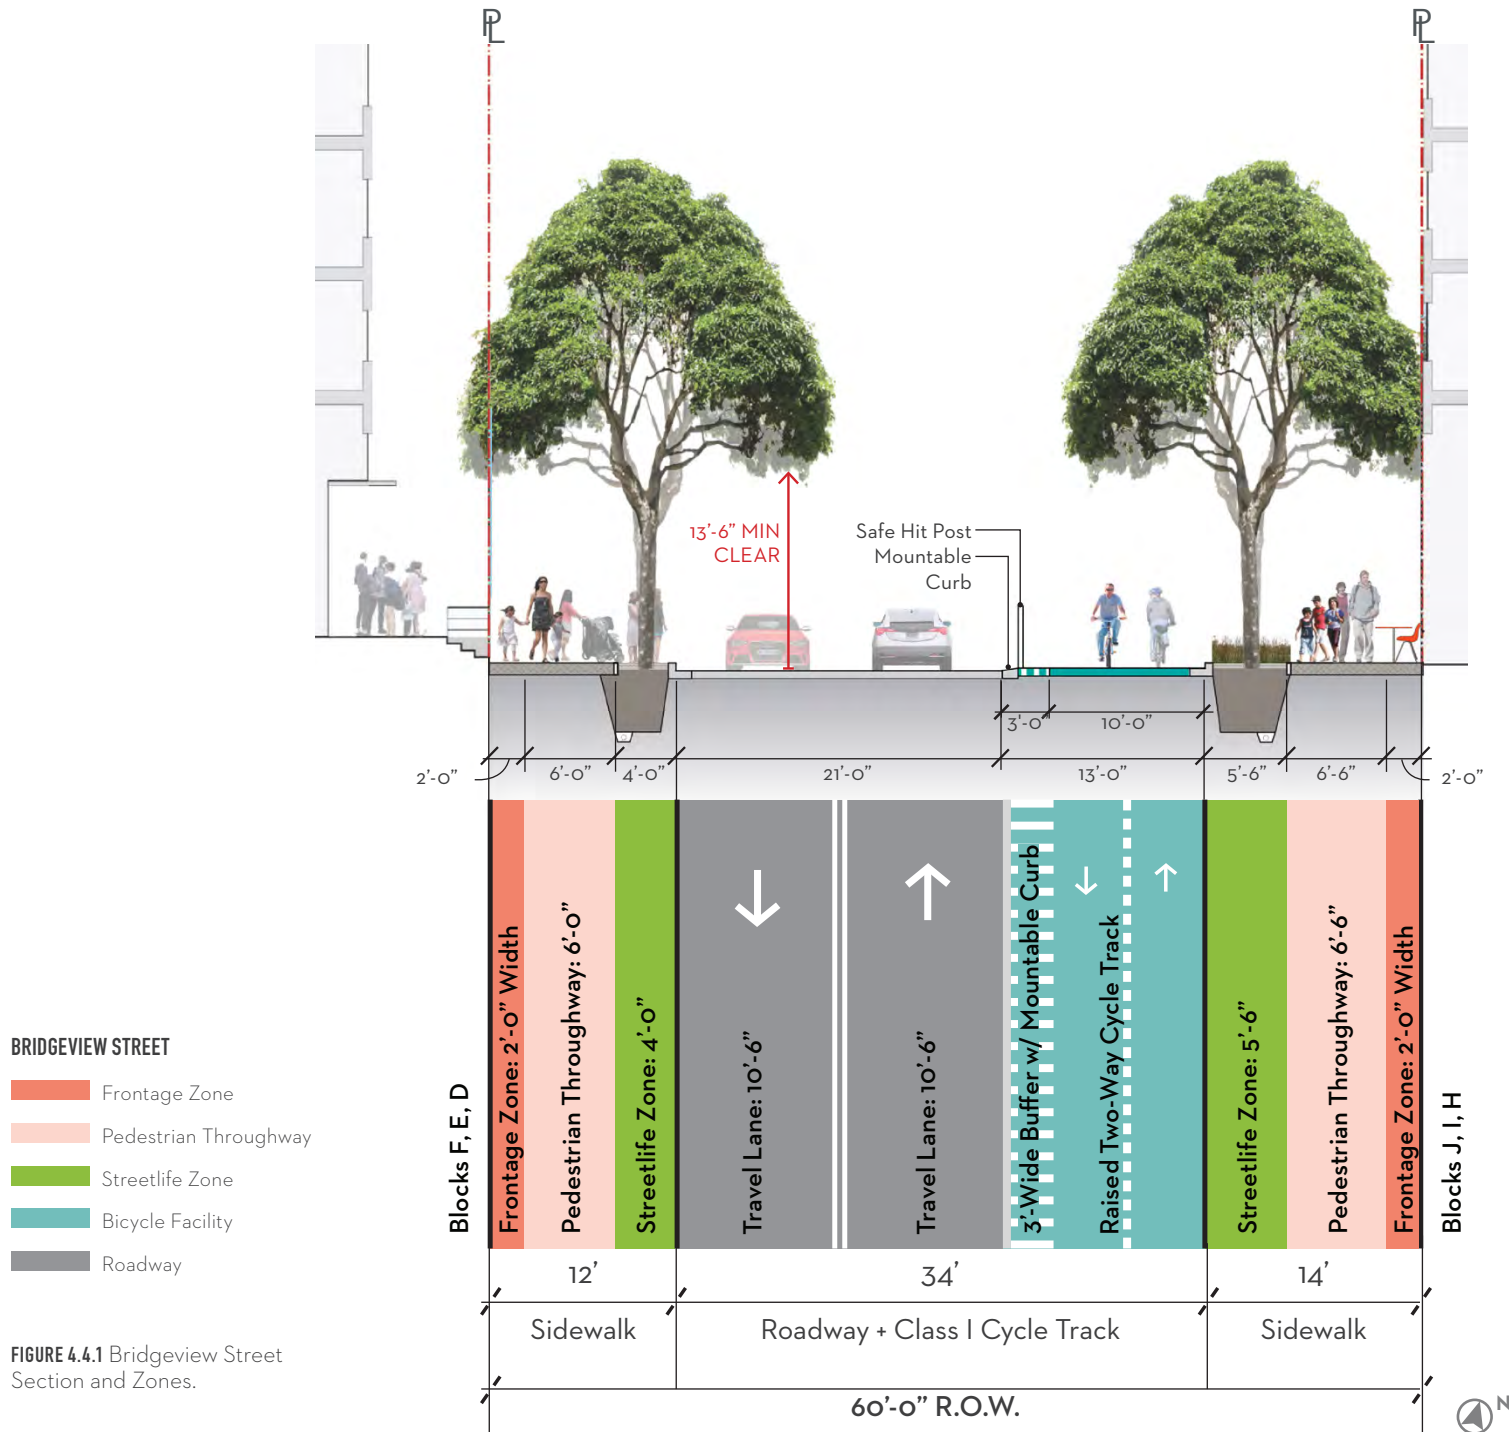 PL
PL
13'-6" MIN
CLEAR
Safe Hit Post
Mountable
Curb
3'-0"
10'-0"
2'-0"
6'-0"
4'-0"
21'-0"
13'-0"
5'-6"
6'-6"
2'-0"
Blocks F, E, D
Frontage Zone: 2'-0" Width
Pedestrian Throughway: 6'-0"
Streetlife Zone: 4'-0"
Travel Lane: 10'-6"
Travel Lane: 10'-6"
3'-Wide Buffer w/ Mountable Curb
Raised Two-Way Cycle Track
Streetlife Zone: 5'-6"
Pedestrian Throughway: 6'-6"
Frontage Zone: 2'-0" Width
Blocks J, I, H
BRIDGEVIEW STREET
Frontage Zone
Pedestrian Throughway
Streetlife Zone
Bicycle Facility
Roadway
12'
34'
14'
Sidewalk
Roadway + Class I Cycle Track
Sidewalk
60'-0" R.O.W.
FIGURE 4.4.1 Bridgeview Street
Section and Zones.
N